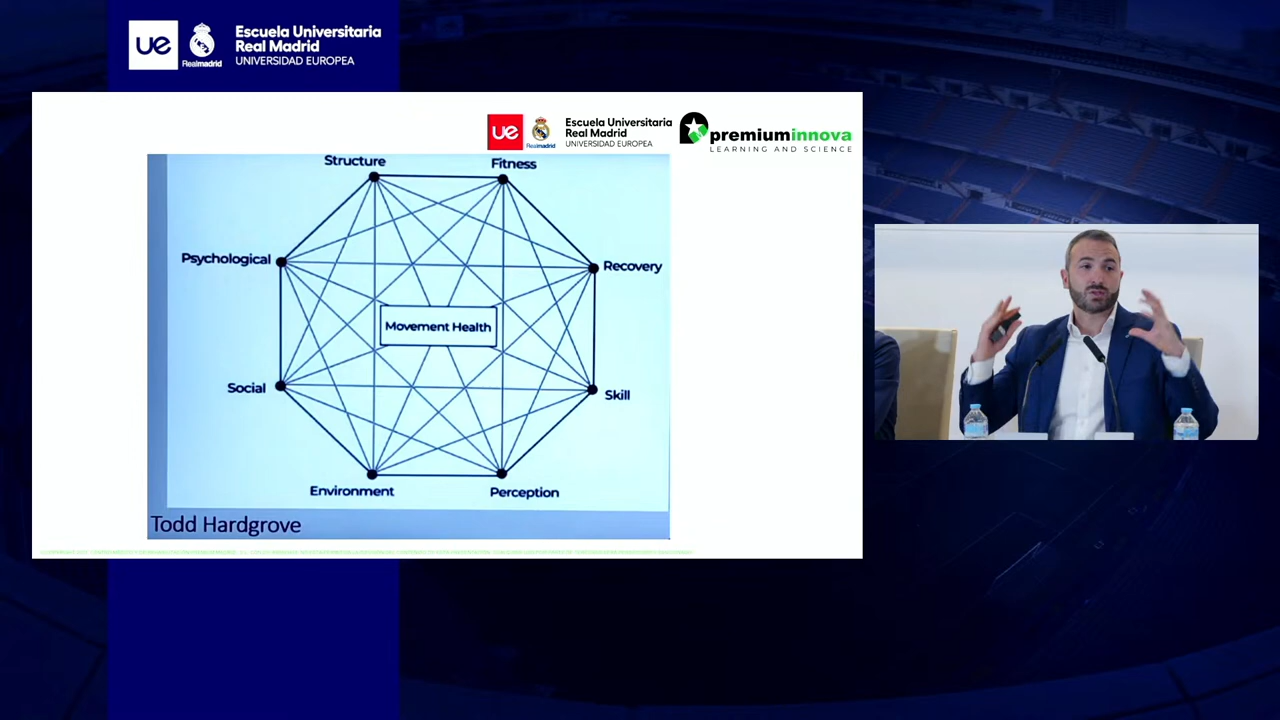 ue
Realmadrid
Escuela Universitaria
Real Madrid
UNIVERSIDAD EUROPEA
ue
Realmadrid
Escuela Universitaria
Real Madrid
UNIVERSIDAD EUROPEA
premiuminnova
LEARNING AND SCIENCE
Structure
Fitness
Psychological
Recovery
Movement Health
Social
Skill
Environment
Perception
Todd Hardgrove